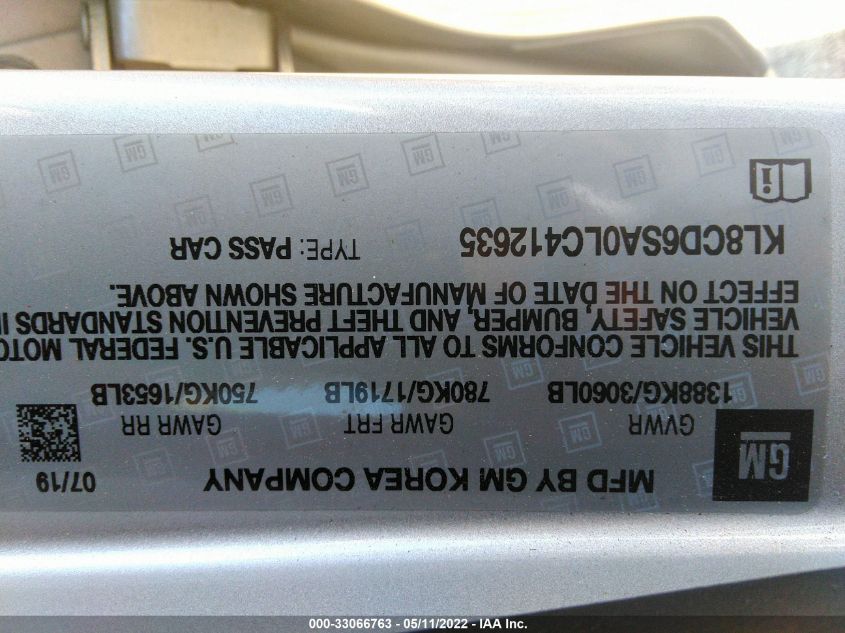 GM
MFD BY GM KOREA COMPANY
07/19
GVWR
GAWR FRT
GAWR RR
1388KG/3060LB
780KG/1719LB
750KG/1653LB
THIS VEHICLE CONFORMS TO ALL APPLICABLE U.S. FEDERAL MOTO
VEHICLE SAFETY, BUMPER, AND THEFT PREVENTION STANDARDS I
EFFECT ON THE DATE OF MANUFACTURE SHOWN ABOVE.
KL8CD6SA0LC412635
TYPE: PASS CAR
000-33066763 - 05/11/2022 - IAA Inc.